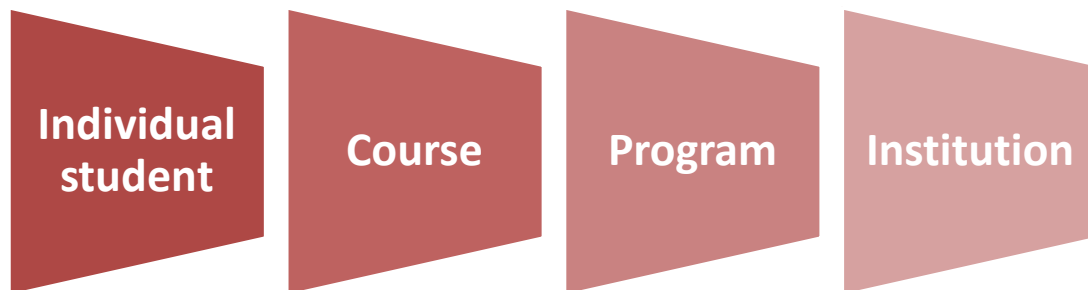 Individual
student
Course
Program
Institution